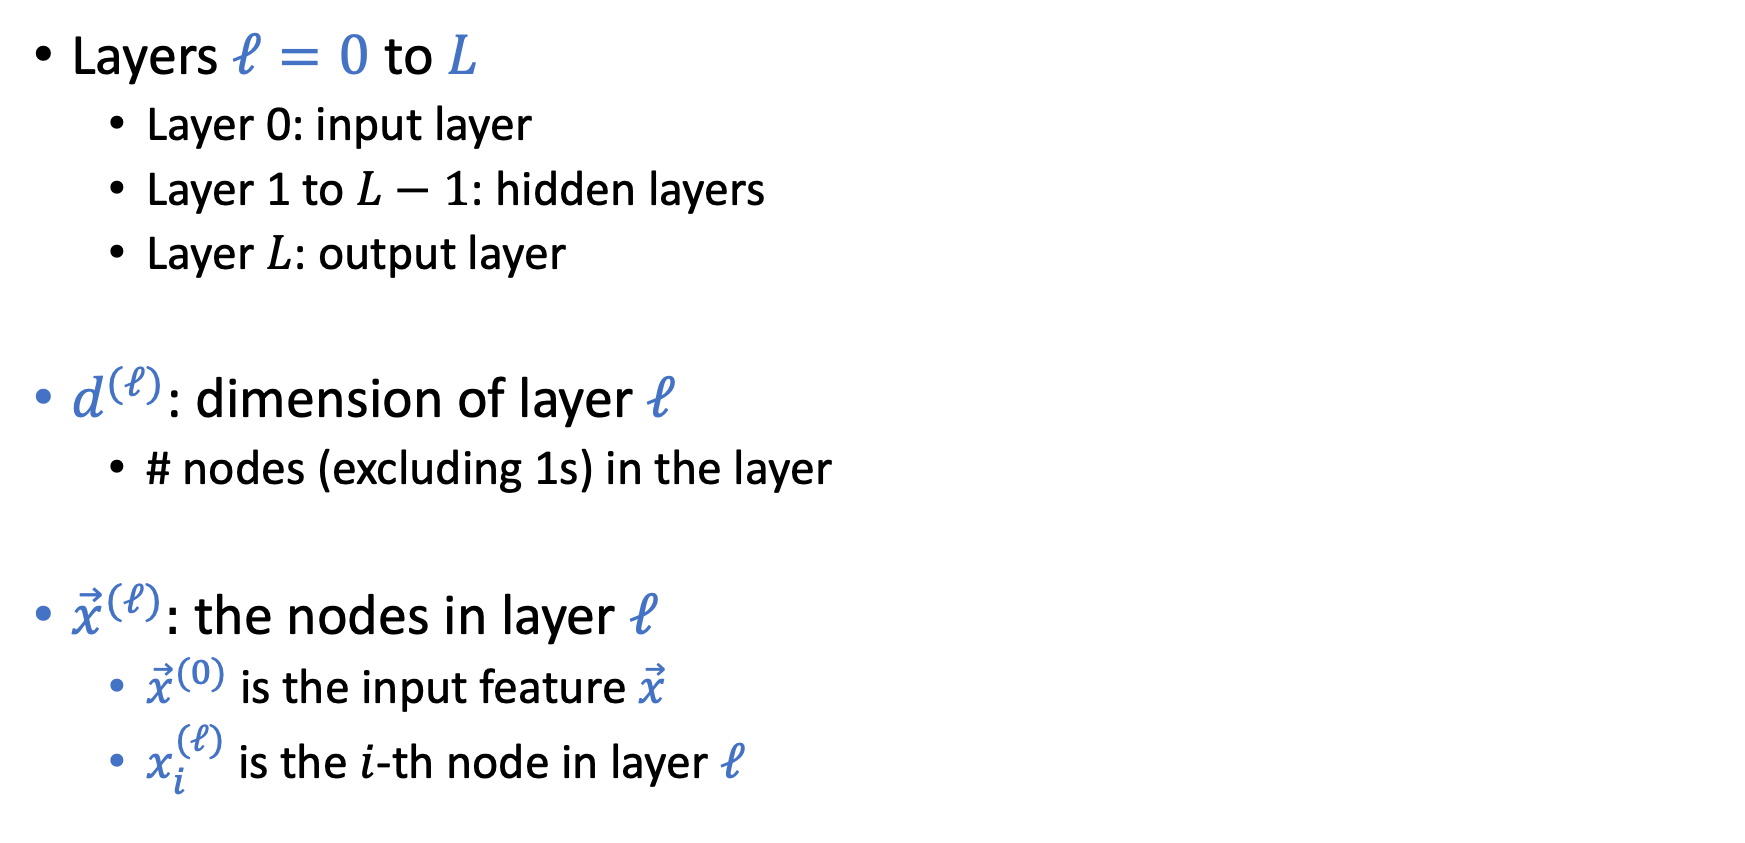 • Layers ℓ = 0 to L
• Layer 0: input layer
• Layer 1 to L − 1: hidden layers
• Layer L: output layer
• d^(ℓ): dimension of layer ℓ
• # nodes (excluding 1s) in the layer
• x⃗^(ℓ): the nodes in layer ℓ
• x⃗^(0) is the input feature x⃗
• x_i^(ℓ) is the i-th node in layer ℓ